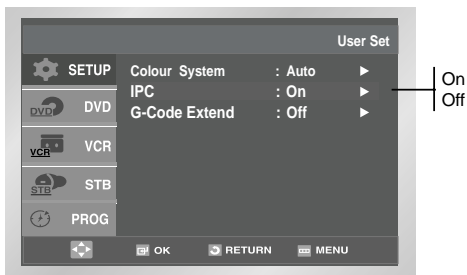 User Set
SETUP
DVD
DVD
VCR
VCR
STB
STB
PROG
Colour System : Auto ►
IPC : On ►
G-Code Extend : Off ►
OK RETURN MENU
On
Off